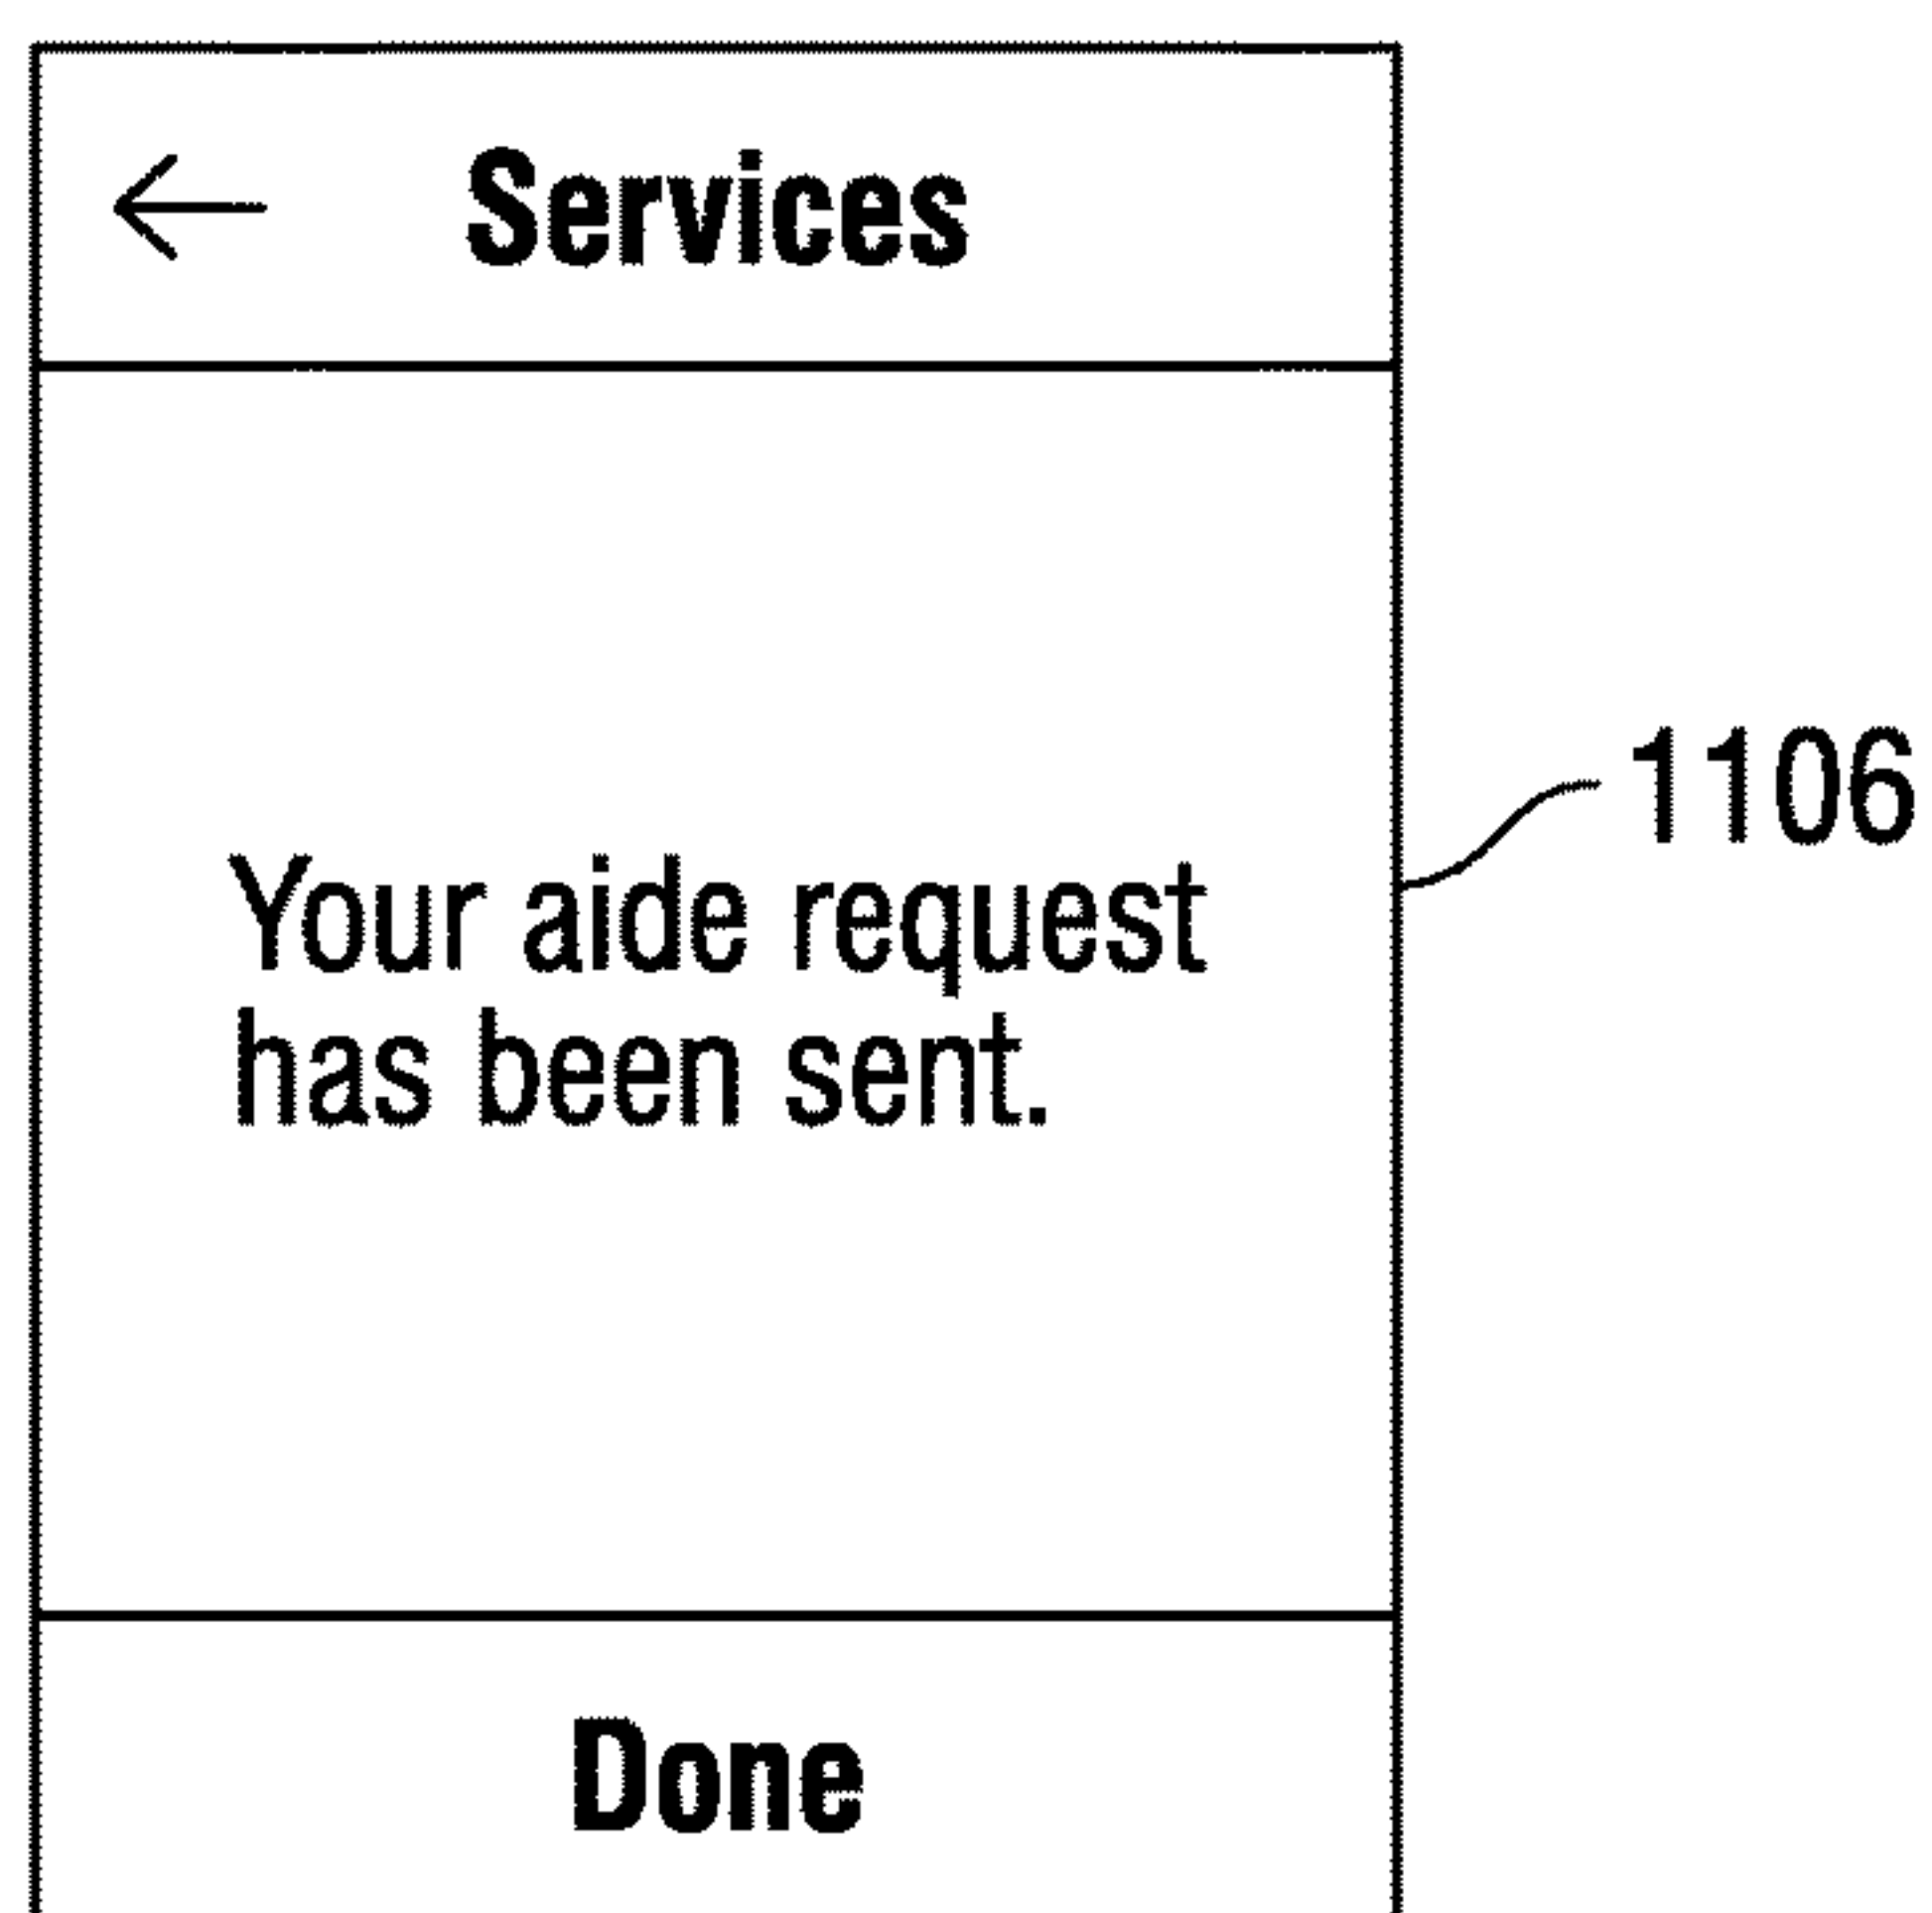 Services
1106
Your aide request
has been sent.
Done